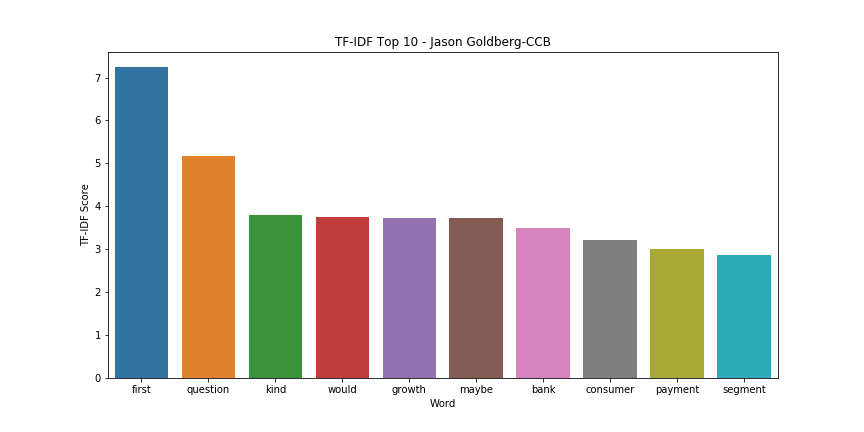 TF-IDF Top 10 - Jason Goldberg-CCB
TF-IDF Score
7
6
5
4
3
2
1
0
first question kind would growth maybe bank consumer payment segment
Word